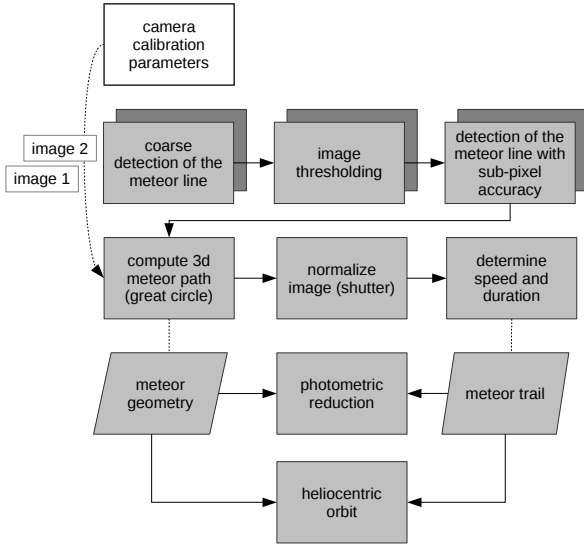 camera
calibration
parameters
image 2
image 1
coarse
detection of the
meteor line
image
thresholding
detection of the
meteor line with
sub-pixel
accuracy
compute 3d
meteor path
(great circle)
normalize
image (shutter)
determine
speed and
duration
meteor
geometry
photometric
reduction
meteor trail
heliocentric
orbit